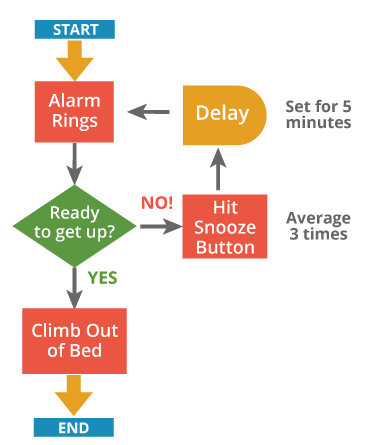 START
Alarm
Rings
Delay
Set for 5
minutes
Ready
to get up?
NO!
Hit
Snooze
Button
Average
3 times
YES
Climb Out
of Bed
END